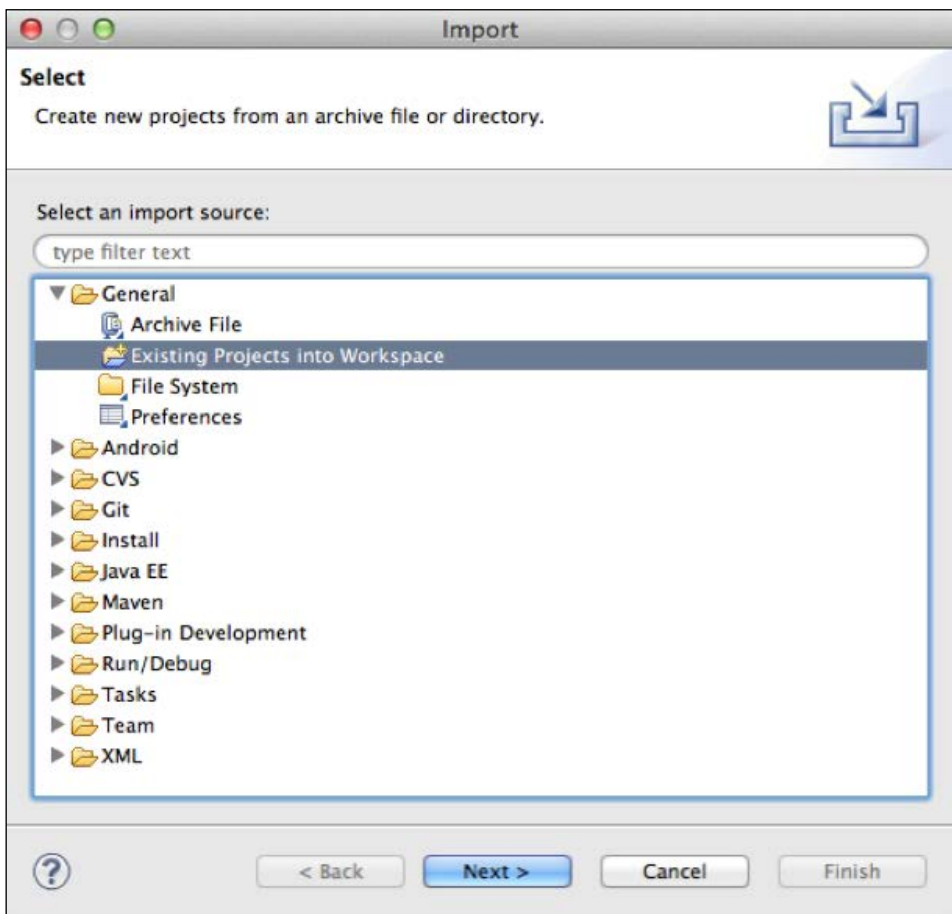 Import
Select
Create new projects from an archive file or directory.
Select an import source:
type filter text
General
Archive File
Existing Projects into Workspace
File System
Preferences
Android
CVS
Git
Install
Java EE
Maven
Plug-in Development
Run/Debug
Tasks
Team
XML
?
< Back
Next >
Cancel
Finish